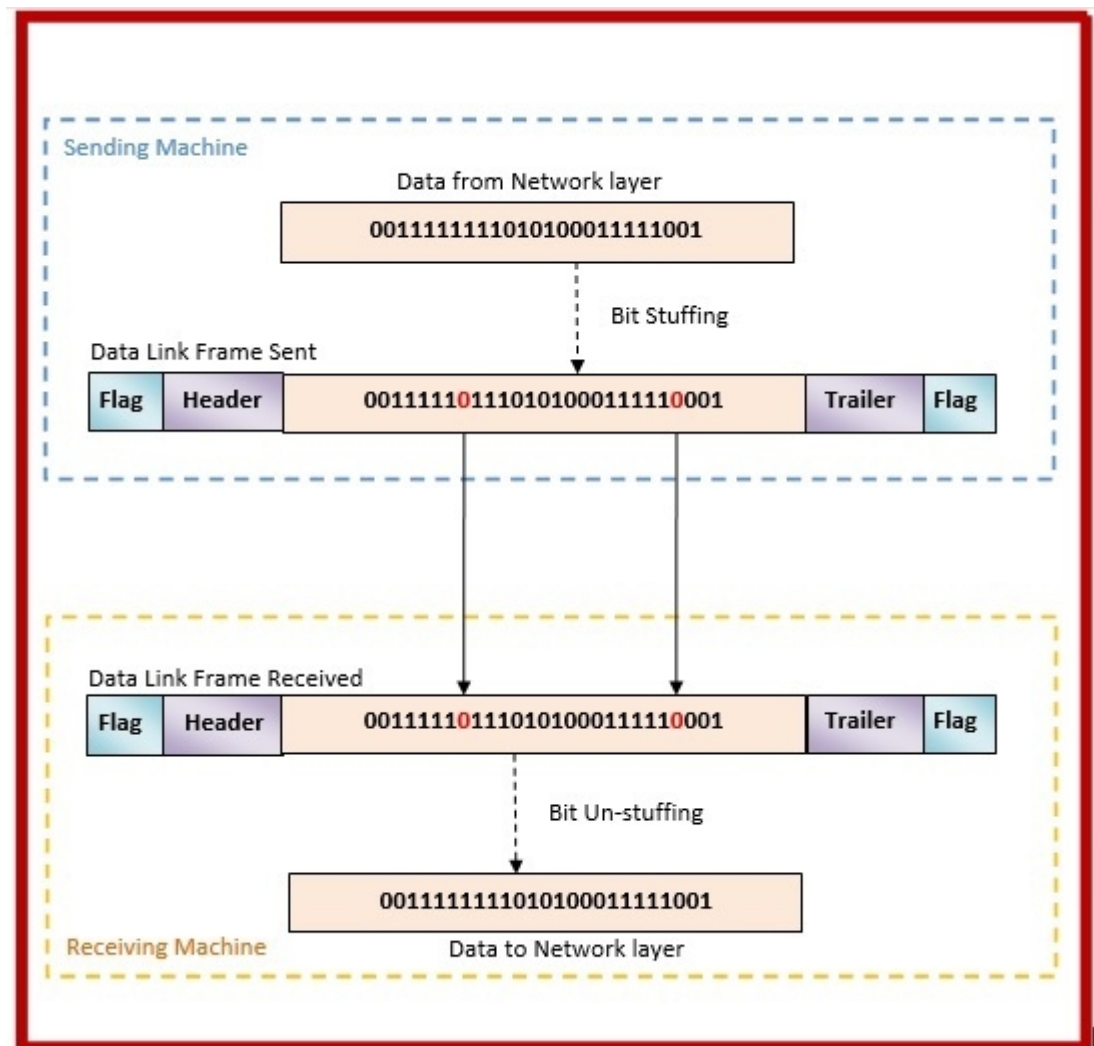 Sending Machine
Data from Network layer
0011111111010100011111001
Bit Stuffing
Data Link Frame Sent
Flag Header 001111101110101000111110001 Trailer Flag
Data Link Frame Received
Flag Header 001111101110101000111110001 Trailer Flag
Bit Un-stuffing
0011111111010100011111001
Receiving Machine Data to Network layer